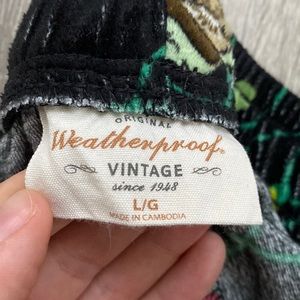 ORIGINAL
Weatherproof®
VINTAGE
since 1948
L/G
MADE IN CAMBODIA